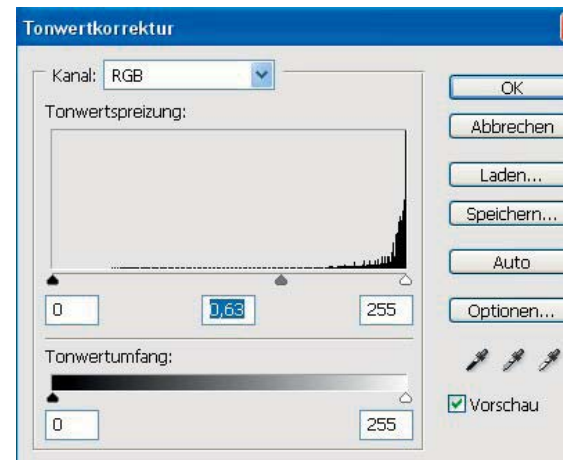 Tonwertkorrektur
Kanal: RGB
Tonwertspreizung:
0 0,63 255
Tonwertumfang:
0 255
OK
Abbrechen
Laden...
Speichern...
Auto
Optionen...
Vorschau